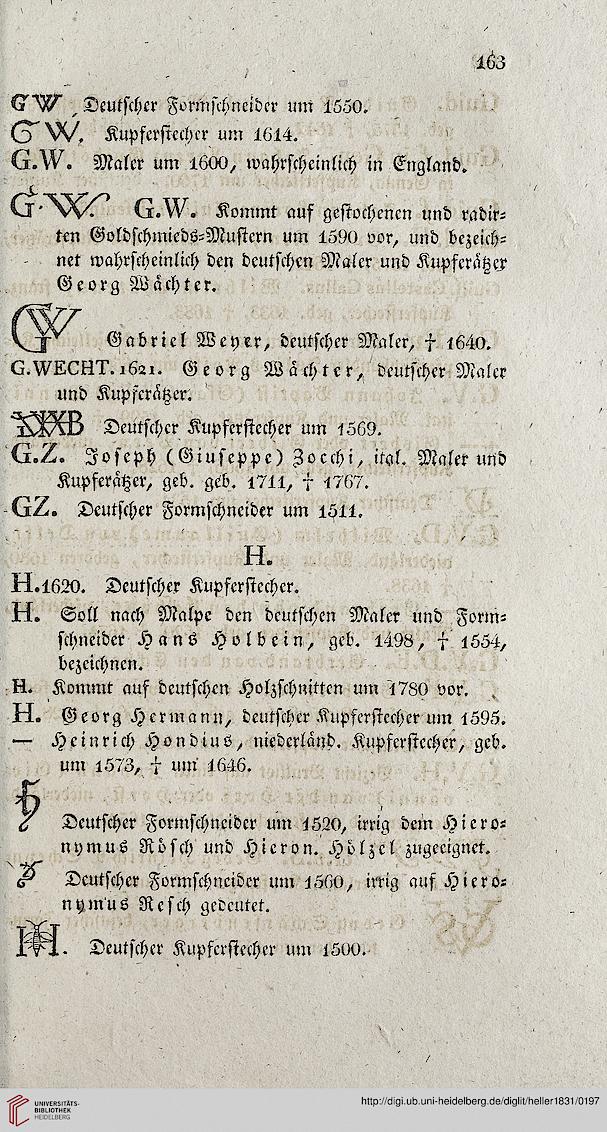 163
G W Deutscher Formschneider um 1550.
G W. Kupferstecher um 1614.
G.W. Maler um 1600, wahrscheinlich in England.
G.W. G.W. Kommt auf gestochenen und radir-
ten Goldschmieds-Mustern um 1590 vor, und bezeich-
net wahrscheinlich den deutschen Maler und Kupferätzer
Georg Wächter.
GW Gabriel Weyer, deutscher Maler, † 1640.
G.WECHT. 1621. Georg Wächter, deutscher Maler
und Kupferätzer.
Deutscher Kupferstecher um 1569.
G.Z. Joseph (Giuseppe) Zocchi, ital. Maler und
Kupferätzer, geb. geb. 1711, † 1767.
GZ. Deutscher Formschneider um 1511.
H.
H.1620. Deutscher Kupferstecher.
H. Soll nach Malpe den deutschen Maler und Form-
schneider Hans Holbein, geb. 1498, † 1554,
bezeichnen.
H. Kommt auf deutschen Holzschnitten um 1780 vor.
H. Georg Hermann, deutscher Kupferstecher um 1595.
— Heinrich Hondius, niederländ. Kupferstecher, geb.
um 1573, † um 1646.
Deutscher Formschneider um 1520, irrig dem Hiero-
nymus Rösch und Hieron. Hölzel zugeeignet.
Deutscher Formschneider um 1560, irrig auf Hiero-
nymus Resch gedeutet.
HH. Deutscher Kupferstecher um 1500.
UNIVERSITÄTS-
BIBLIOTHEK
HEIDELBERG
http://digi.ub.uni-heidelberg.de/diglit/heller1831/0197